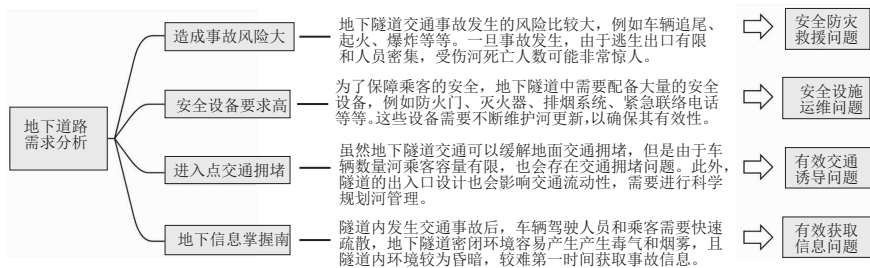 地下道路
需求分析
造成事故风险大
地下隧道交通事故发生的风险比较大，例如车辆追尾、
起火、爆炸等等。一旦事故发生，由于逃生出口有限
和人员密集，受伤河死亡人数可能非常惊人。
安全防灾
救援问题
安全设备要求高
为了保障乘客的安全，地下隧道中需要配备大量的安全
设备，例如防火门、灭火器、排烟系统、紧急联络电话
等等。这些设备需要不断维护河更新，以确保其有效性。
安全设施
运维问题
进入点交通拥堵
虽然地下隧道交通可以缓解地面交通拥堵，但是由于车
辆数量河乘客容量有限，也会存在交通拥堵问题。此外，
隧道的出入口设计也会影响交通流动性，需要进行科学
规划河管理。
有效交通
诱导问题
地下信息掌握南
隧道内发生交通事故后，车辆驾驶人员和乘客需要快速
疏散，地下隧道密闭环境容易产生产生毒气和烟雾，且
隧道内环境较为昏暗，较难第一时间获取事故信息。
有效获取
信息问题